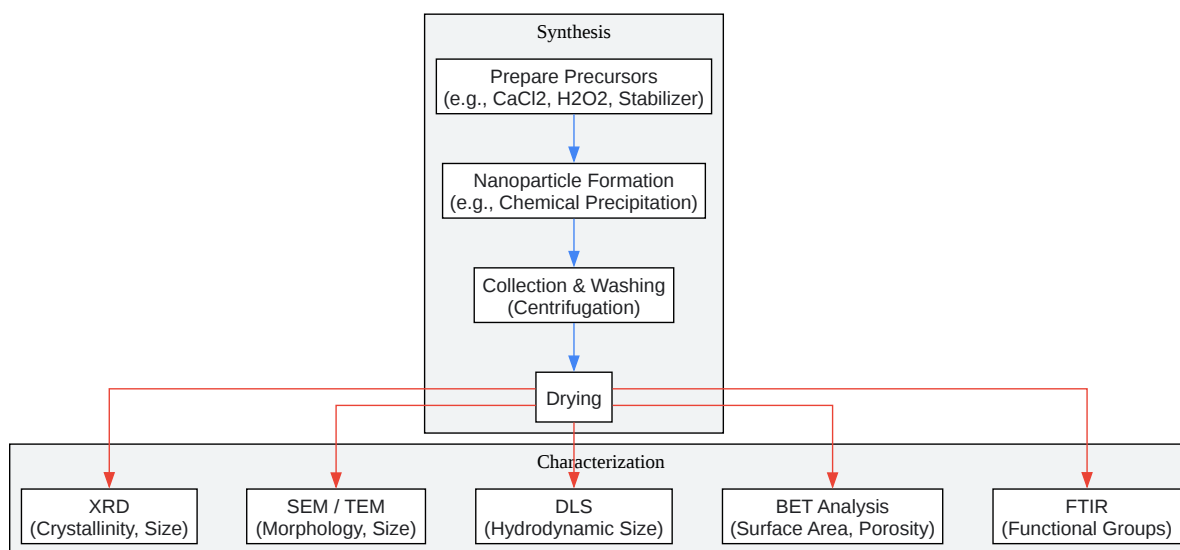 Synthesis
Prepare Precursors
(e.g., CaCl2, H2O2, Stabilizer)
Nanoparticle Formation
(e.g., Chemical Precipitation)
Collection & Washing
(Centrifugation)
Drying
Characterization
XRD
(Crystallinity, Size)
SEM / TEM
(Morphology, Size)
DLS
(Hydrodynamic Size)
BET Analysis
(Surface Area, Porosity)
FTIR
(Functional Groups)